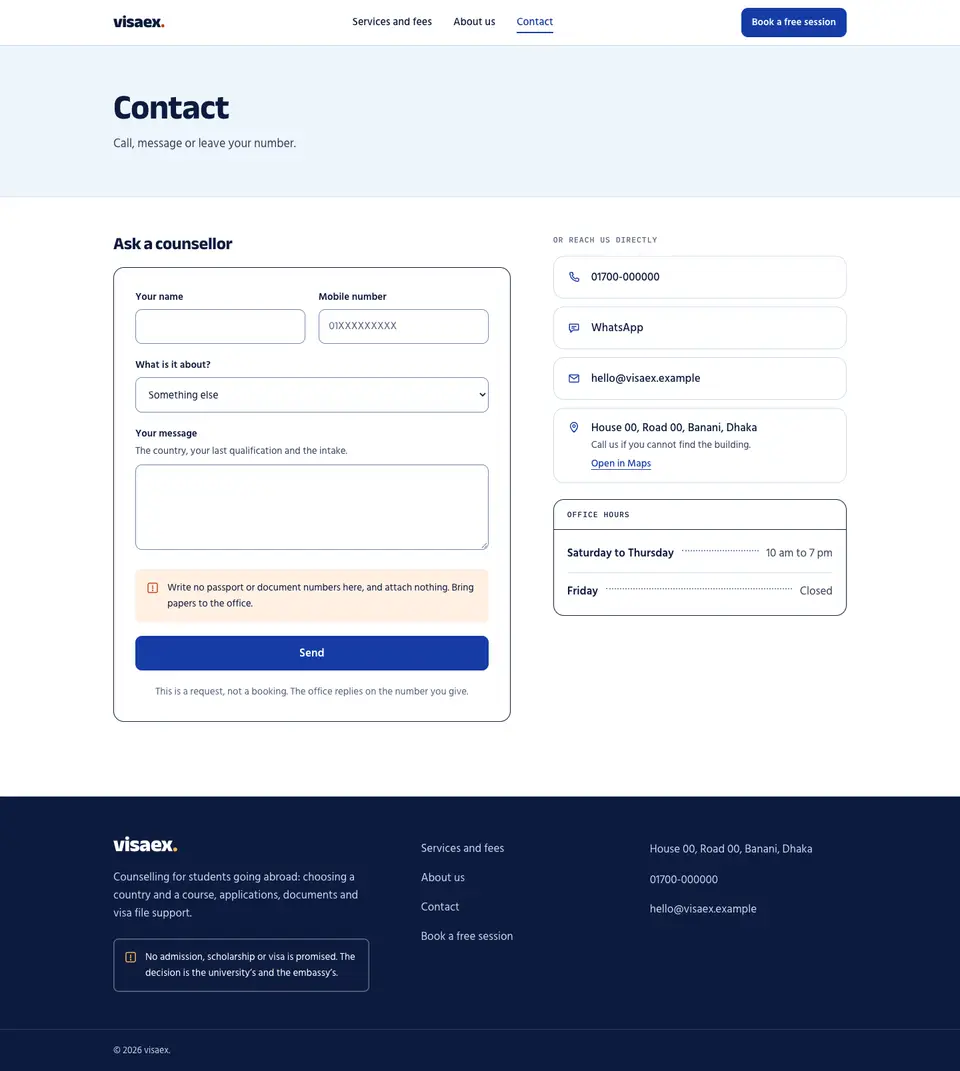 visaex.
Services and fees
About us
Contact
Book a free session
Contact
Call, message or leave your number.
Ask a counsellor
Your name
Mobile number
01XXXXXXXXX
What is it about?
Something else
Your message
The country, your last qualification and the intake.
Write no passport or document numbers here, and attach nothing. Bring
papers to the office.
Send
This is a request, not a booking. The office replies on the number you give.
OR REACH US DIRECTLY
01700-000000
WhatsApp
hello@visaex.example
House 00, Road 00, Banani, Dhaka
Call us if you cannot find the building.
Open in Maps
OFFICE HOURS
Saturday to Thursday 10 am to 7 pm
Friday Closed
visaex.
Counselling for students going abroad: choosing a
country and a course, applications, documents and
visa file support.
No admission, scholarship or visa is promised. The
decision is the university’s and the embassy’s.
Services and fees
About us
Contact
Book a free session
House 00, Road 00, Banani, Dhaka
01700-000000
hello@visaex.example
© 2026 visaex.